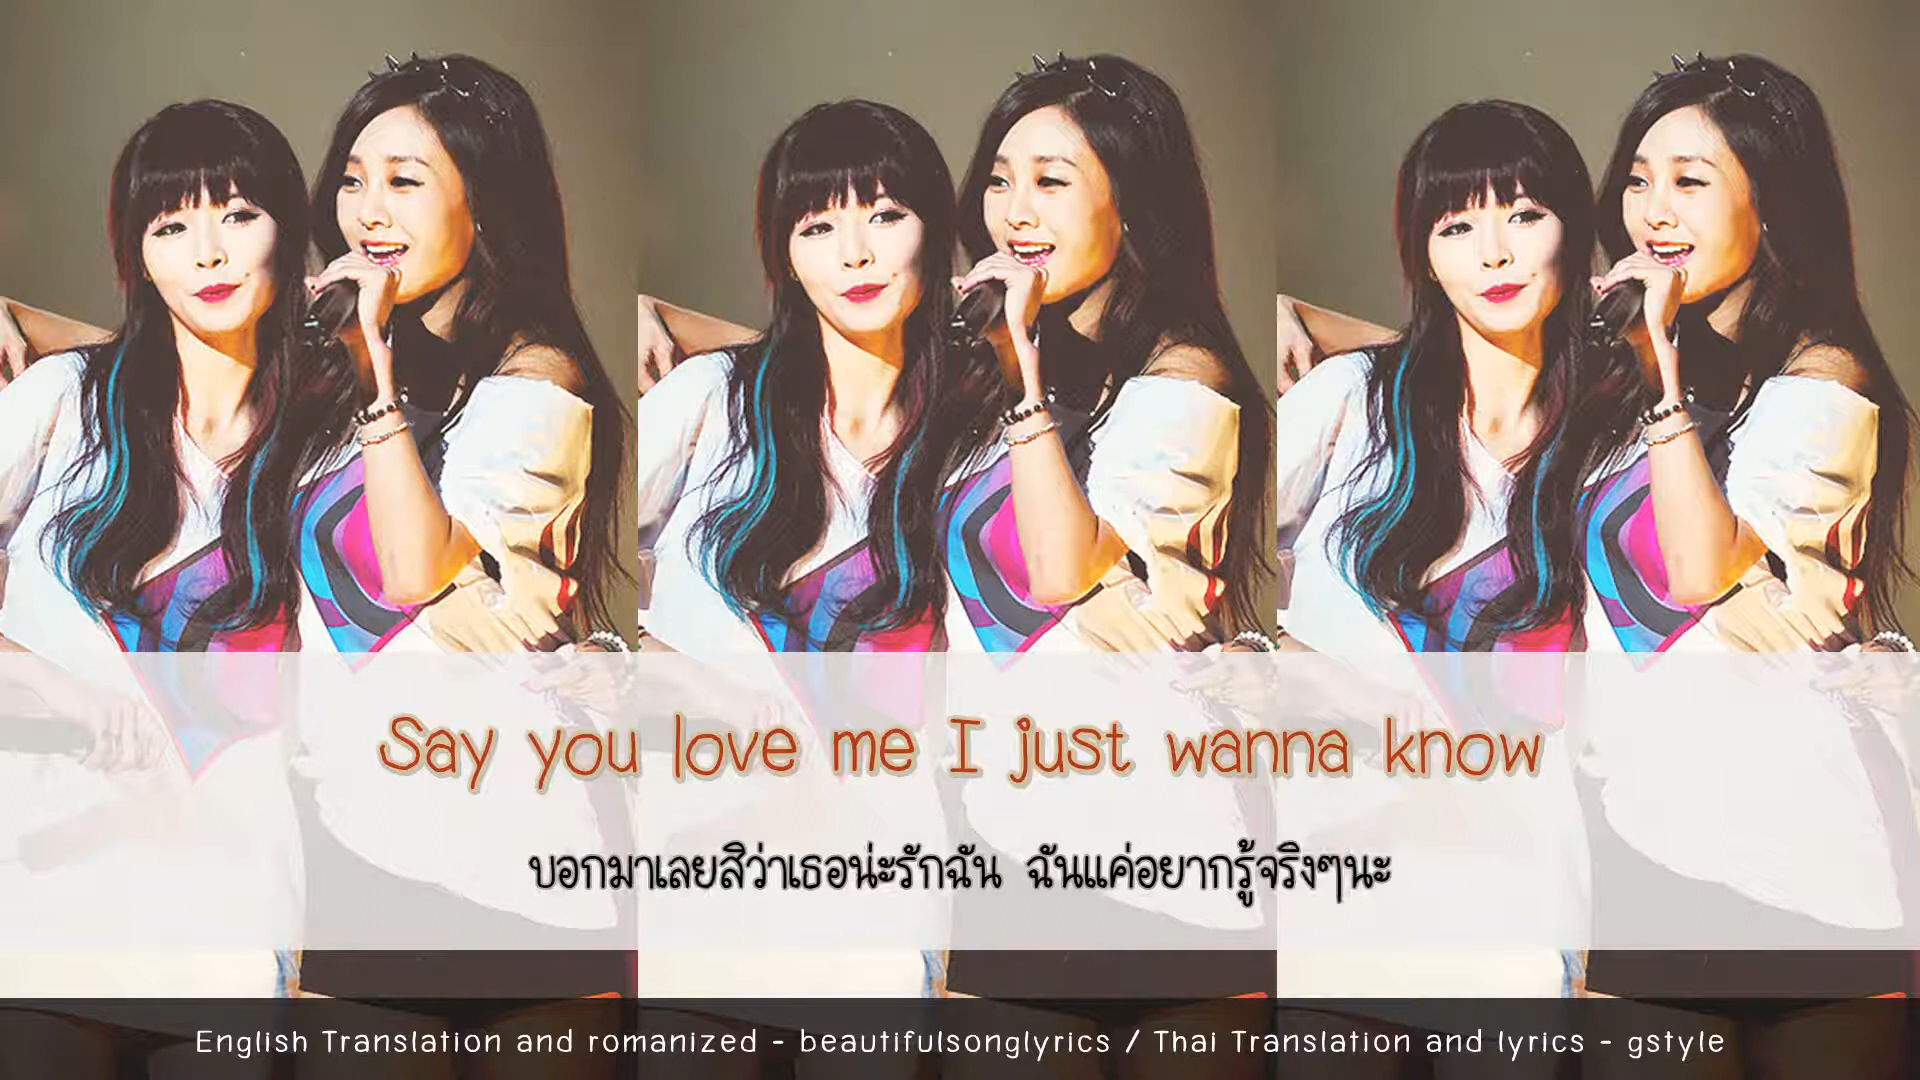 Say you love me I just wanna know
บอกมาเลยสิว่าเธอน่ะรักฉัน ฉันแค่อยากรู้จริงๆนะ
English Translation and romanized - beautifulsonglyrics / Thai Translation and lyrics - gstyle